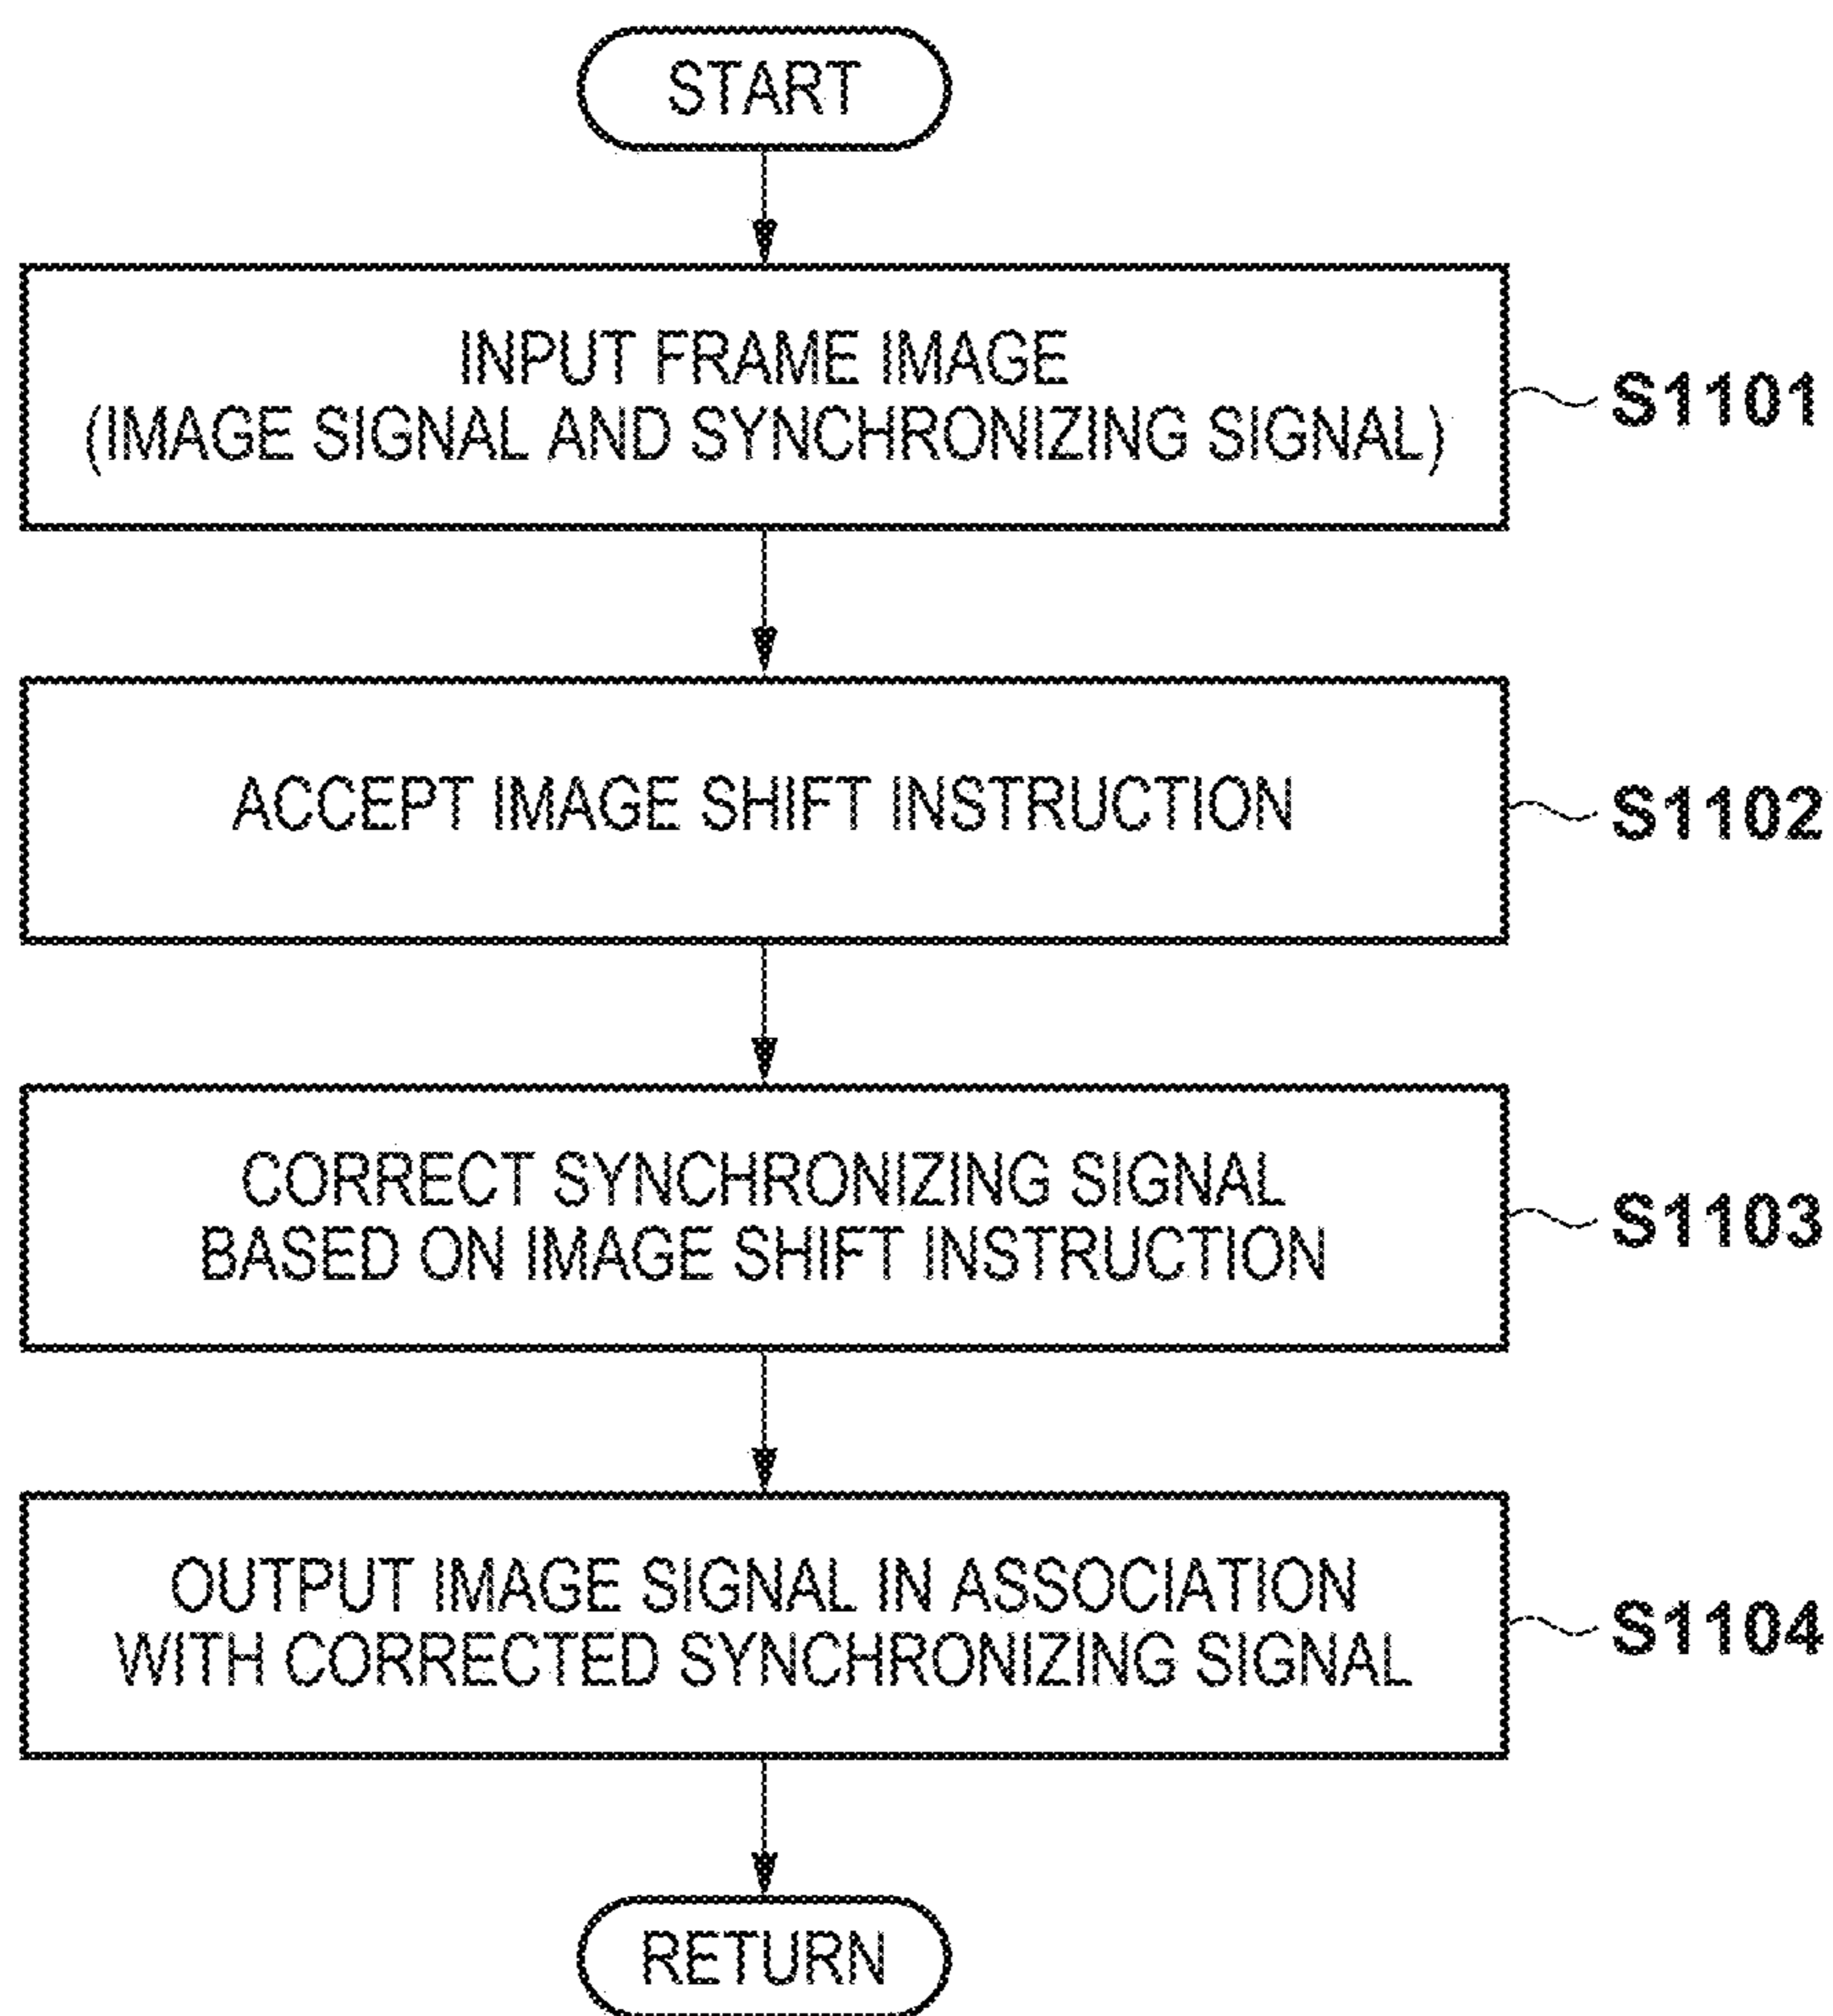 START
INPUT FRAME IMAGE
(IMAGE SIGNAL AND SYNCHRONIZING SIGNAL)
S1101
ACCEPT IMAGE SHIFT INSTRUCTION
S1102
CORRECT SYNCHRONIZING SIGNAL
BASED ON IMAGE SHIFT INSTRUCTION
S1103
OUTPUT IMAGE SIGNAL IN ASSOCIATION
WITH CORRECTED SYNCHRONIZING SIGNAL
S1104
RETURN